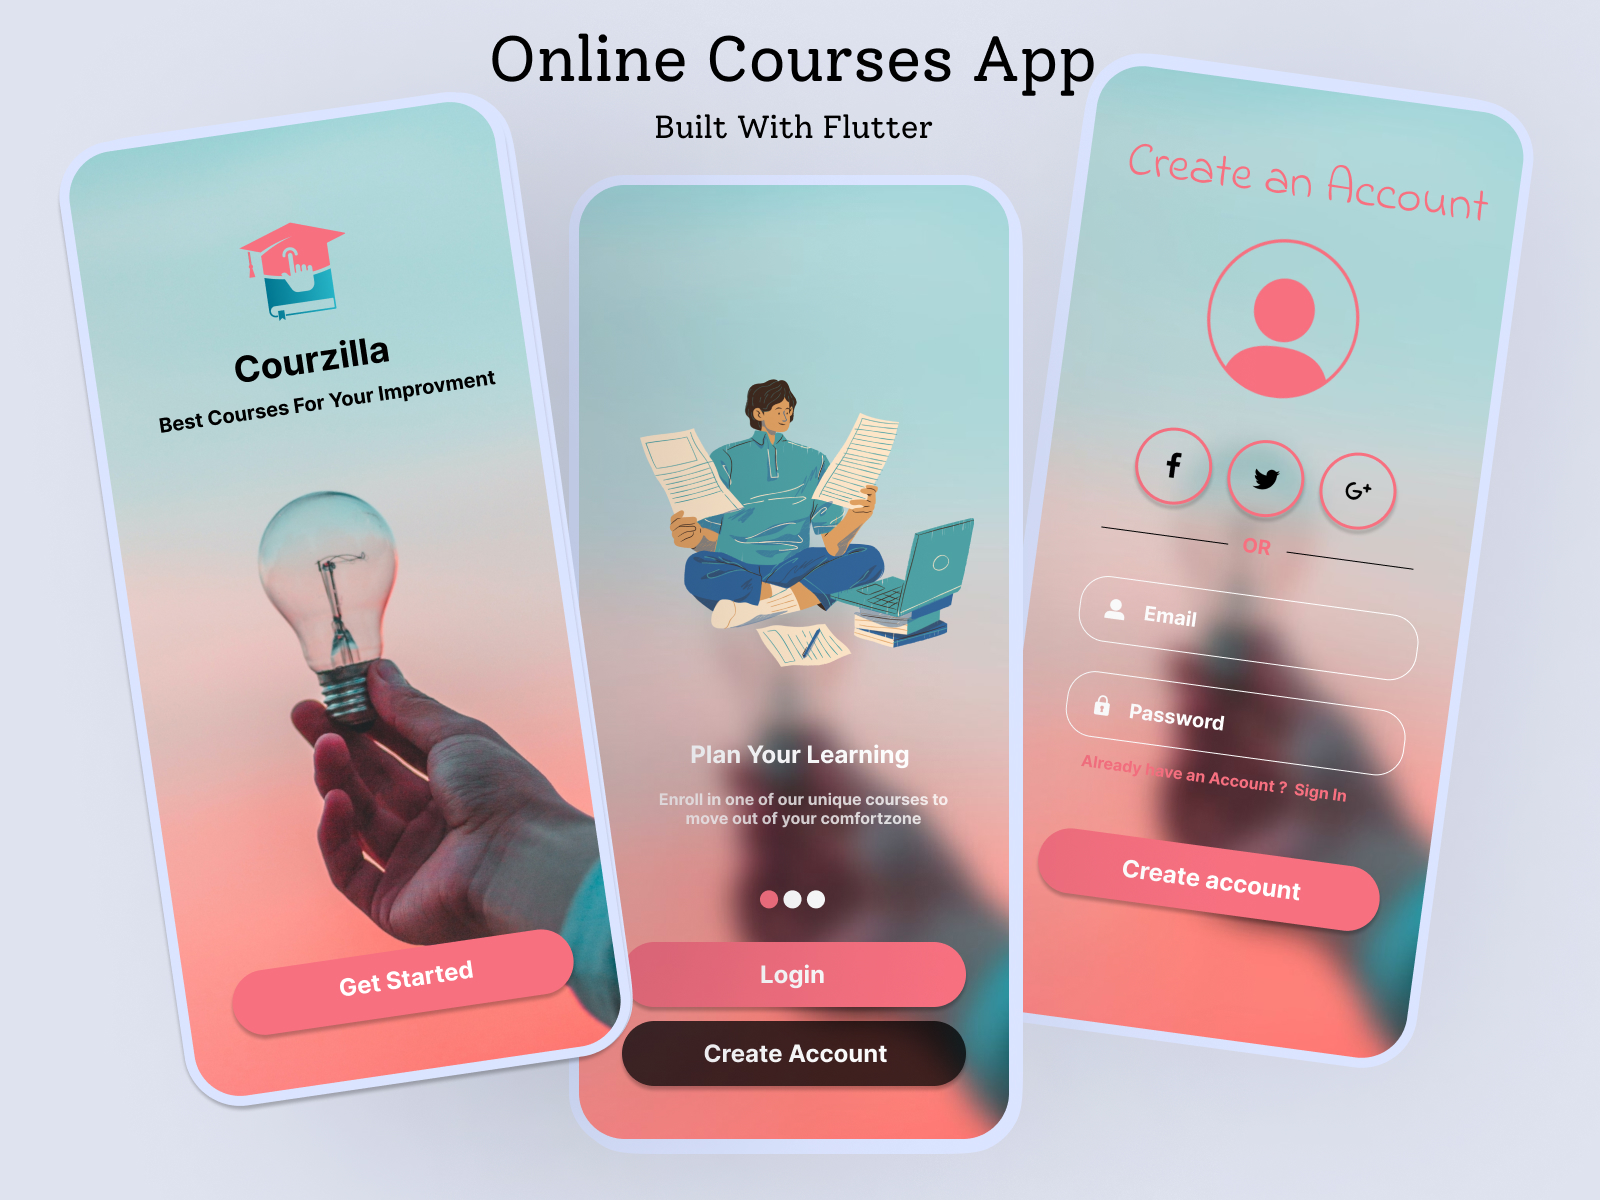 Online Courses App
Built With Flutter
Courzilla
Best Courses For Your Improvment
Get Started
Plan Your Learning
Enroll in one of our unique courses to
move out of your comfortzone
Login
Create Account
Create an Account
f
G+
OR
Email
Password
Already have an Account ? Sign In
Create account